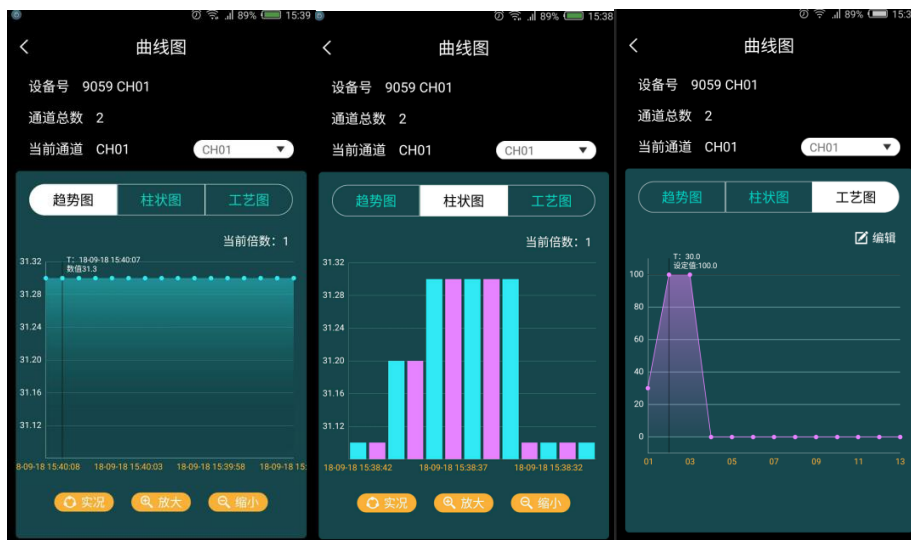 89% 15:39
曲线图
设备号 9059 CH01
通道总数 2
当前通道 CH01 CH01
趋势图 柱状图 工艺图
当前倍数：1
31.32
T：18-09-18 15:40:07
数值31.3
31.28
31.24
31.20
31.16
31.12
8-09-18 15:40:08 18-09-18 15:40:03 18-09-18 15:39:58 18-09-18 15:
实况 放大 缩小
89% 15:38
曲线图
设备号 9059 CH01
通道总数 2
当前通道 CH01 CH01
趋势图 柱状图 工艺图
当前倍数：1
31.32
31.28
31.24
31.20
31.16
31.12
18-09-18 15:38:42 18-09-18 15:38:37 18-09-18 15:38:32
实况 放大 缩小
89% 15:3
曲线图
设备号 9059 CH01
通道总数 2
当前通道 CH01 CH01
趋势图 柱状图 工艺图
编辑
T：30.0
设定值:100.0
100
80
60
40
20
0
01 03 05 07 09 11 13